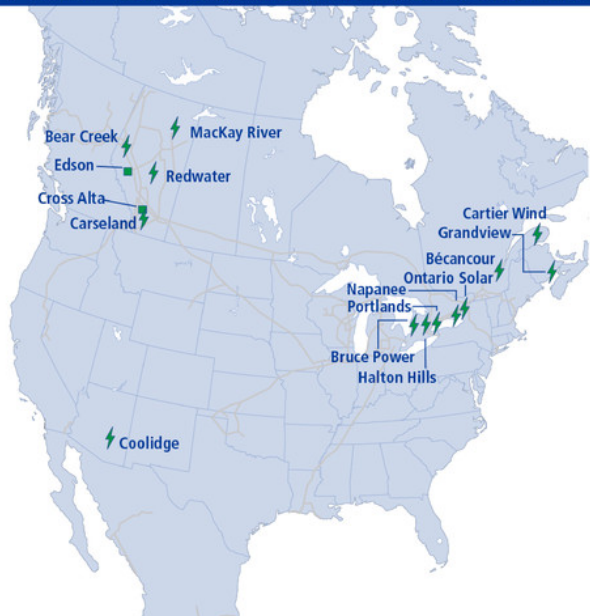 Bear Creek
MacKay River
Edson
Redwater
Cross Alta
Carseland
Cartier Wind
Grandview
Bécancour
Ontario Solar
Napanee
Portlands
Bruce Power
Halton Hills
Coolidge